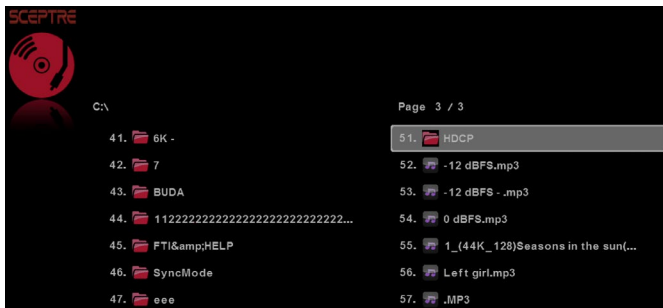 SCEPTRE
C:\
Page 3 / 3
41. 6K -
42. 7
43. BUDA
44. 1122222222222222222222222222...
45. FTI&amp;HELP
46. SyncMode
47. eee
51. HDCP
52. -12 dBFS.mp3
53. -12 dBFS - .mp3
54. 0 dBFS.mp3
55. 1_(44K_128)Seasons in the sun(...
56. Left girl.mp3
57. .MP3